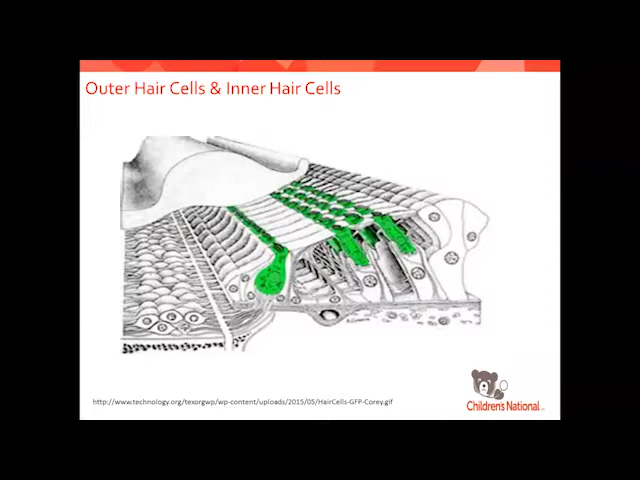 Outer Hair Cells & Inner Hair Cells
http://www.technology.org/texorgwp/wp-content/uploads/2015/05/HairCells-GFP-Corey.gif
Children's National